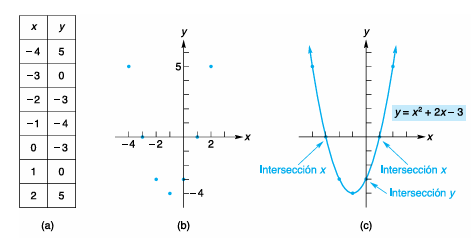 x y
-4 5
-3 0
-2 -3
-1 -4
0 -3
1 0
2 5
(a)
y
5
-4 -2 2 x
-4
(b)
y
y = x² + 2x - 3
x
Intersección x Intersección x
Intersección y
(c)